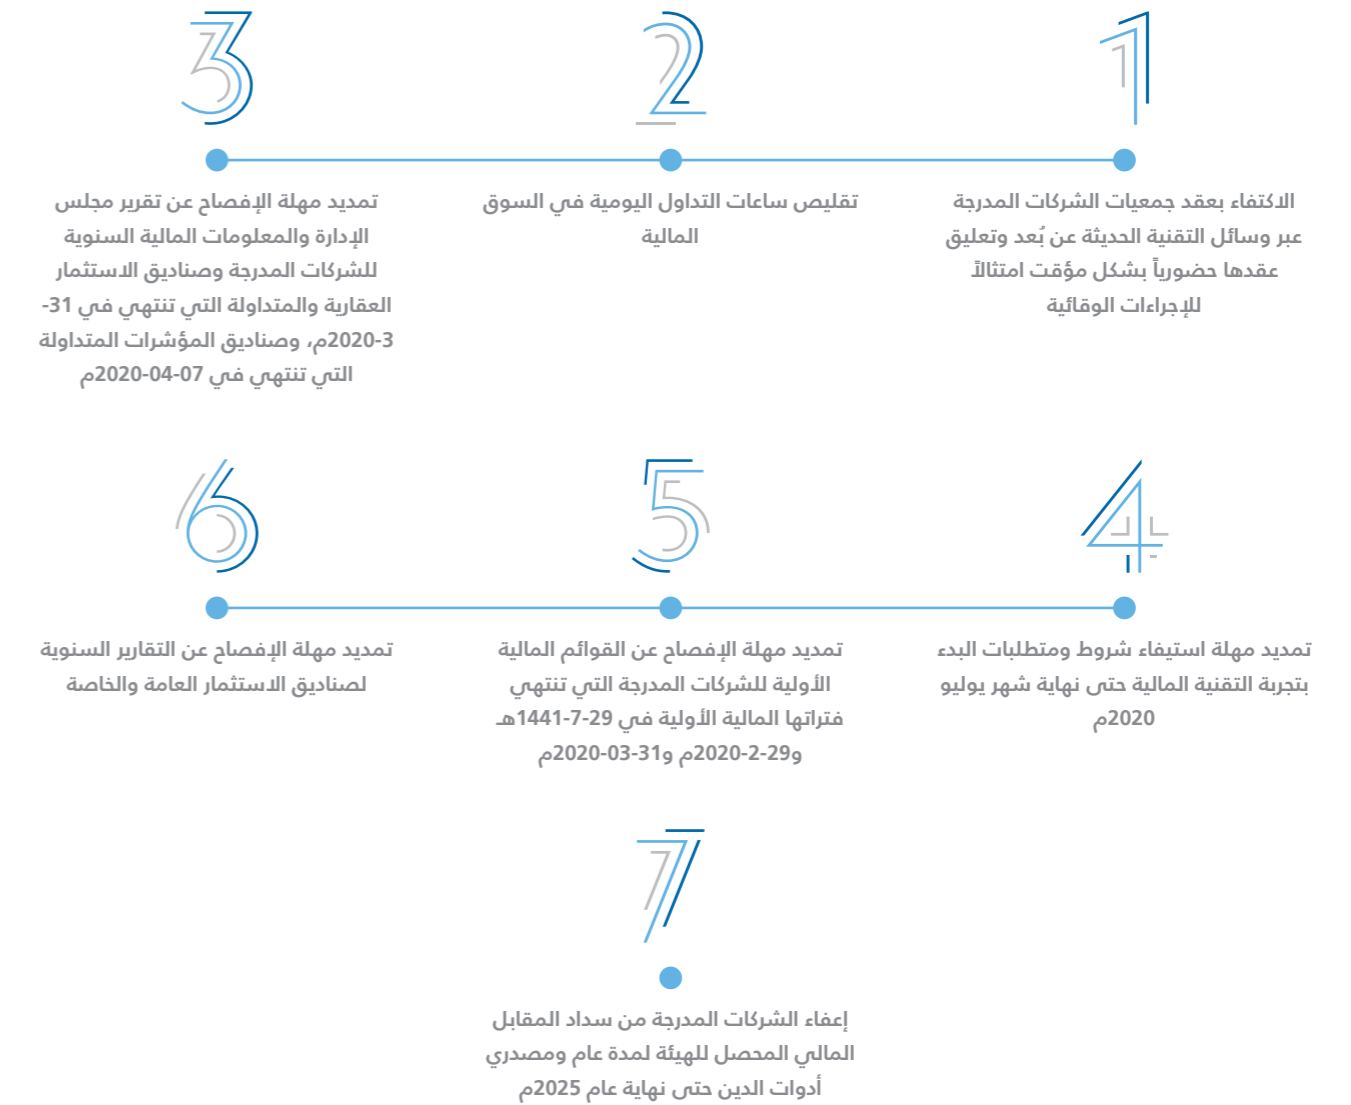 1
الاكتفاء بعقد جمعيات الشركات المدرجة
عبر وسائل التقنية الحديثة عن بُعد وتعليق
عقدها حضورياً بشكل مؤقت امتثالاً
للإجراءات الوقائية
2
تقليص ساعات التداول اليومية في السوق
المالية
3
تمديد مهلة الإفصاح عن تقرير مجلس
الإدارة والمعلومات المالية السنوية
للشركات المدرجة وصناديق الاستثمار
العقارية والمتداولة التي تنتهي في 31-
3-2020م، وصناديق المؤشرات المتداولة
التي تنتهي في 07-04-2020م
4
تمديد مهلة استيفاء شروط ومتطلبات البدء
بتجربة التقنية المالية حتى نهاية شهر يوليو
2020م
5
تمديد مهلة الإفصاح عن القوائم المالية
الأولية للشركات المدرجة التي تنتهي
فتراتها المالية الأولية في 29-7-1441هـ
و29-2-2020م و31-03-2020م
6
تمديد مهلة الإفصاح عن التقارير السنوية
لصناديق الاستثمار العامة والخاصة
7
إعفاء الشركات المدرجة من سداد المقابل
المالي المحصل للهيئة لمدة عام ومصدري
أدوات الدين حتى نهاية عام 2025م